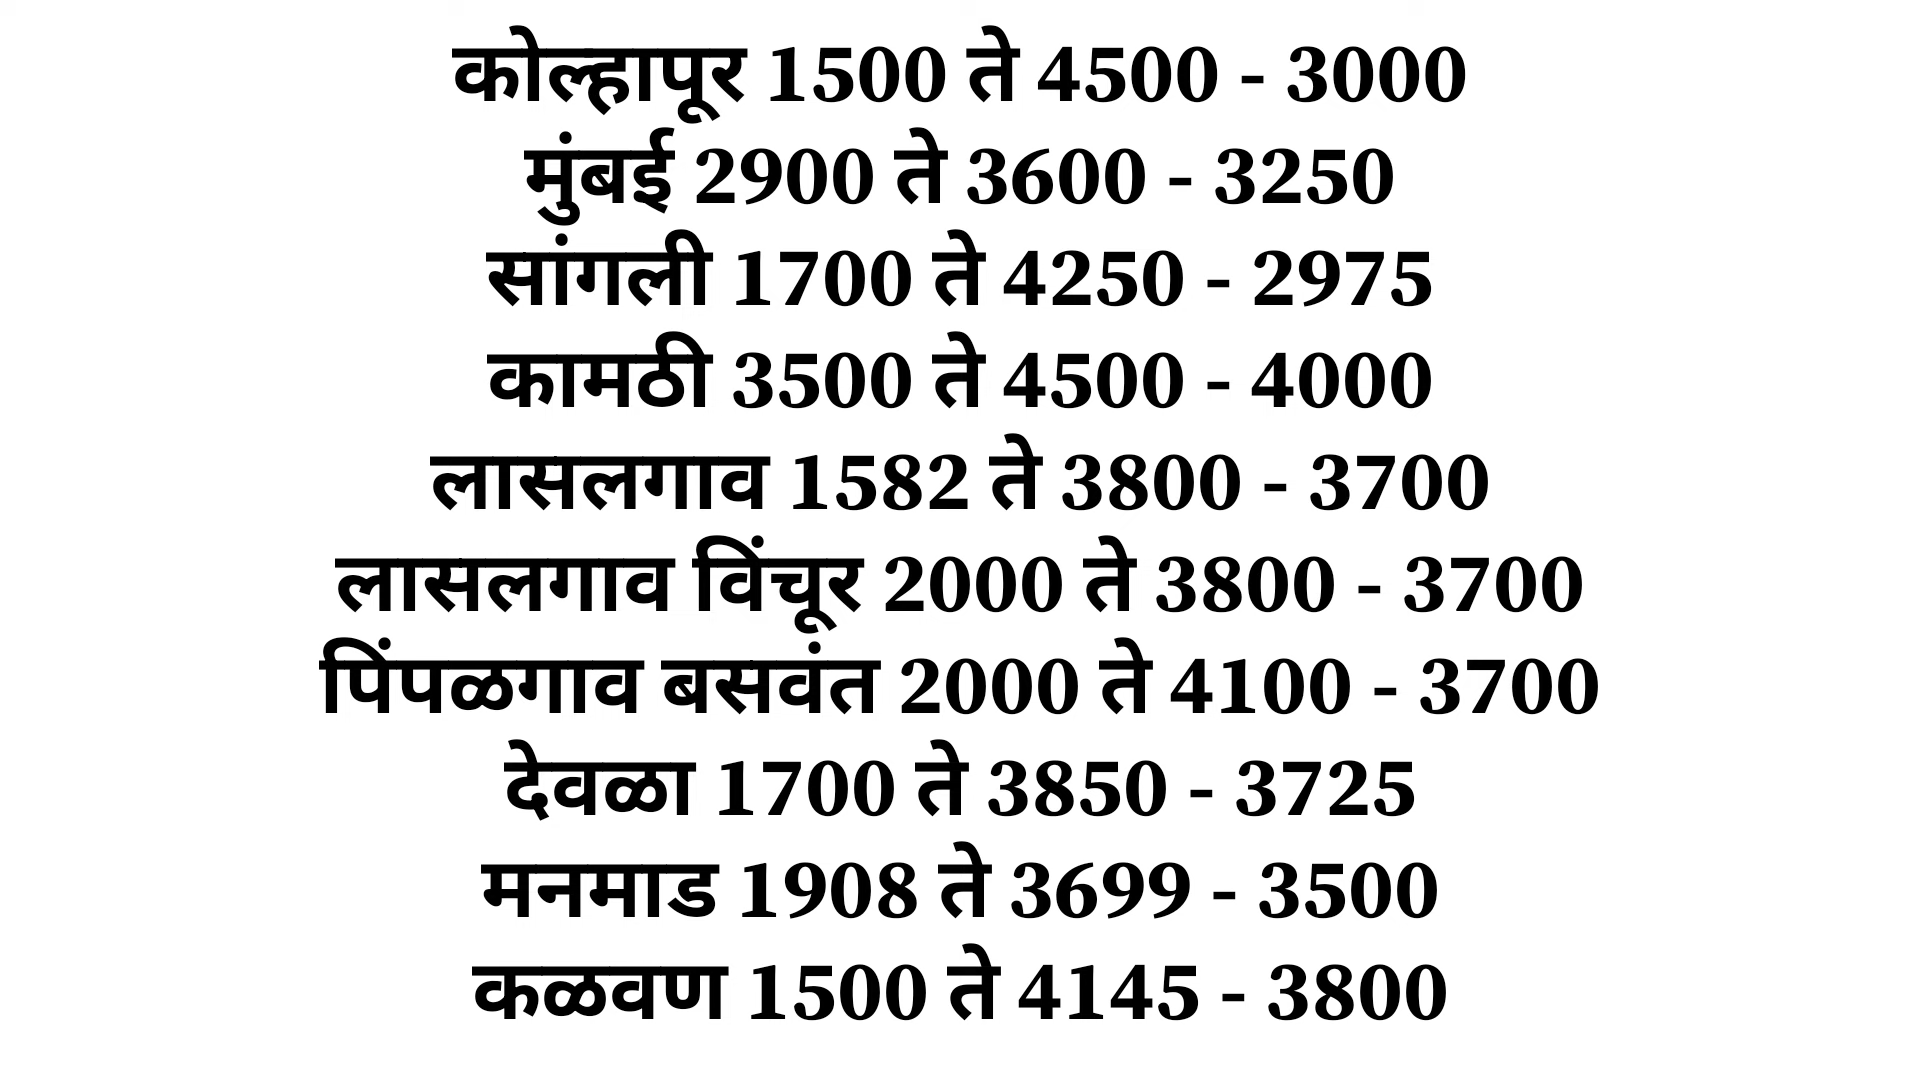 कोल्हापूर 1500 ते 4500 - 3000
मुंबई 2900 ते 3600 - 3250
सांगली 1700 ते 4250 - 2975
कामठी 3500 ते 4500 - 4000
लासलगाव 1582 ते 3800 - 3700
लासलगाव विंचूर 2000 ते 3800 - 3700
पिंपळगाव बसवंत 2000 ते 4100 - 3700
देवळा 1700 ते 3850 - 3725
मनमाड 1908 ते 3699 - 3500
कळवण 1500 ते 4145 - 3800